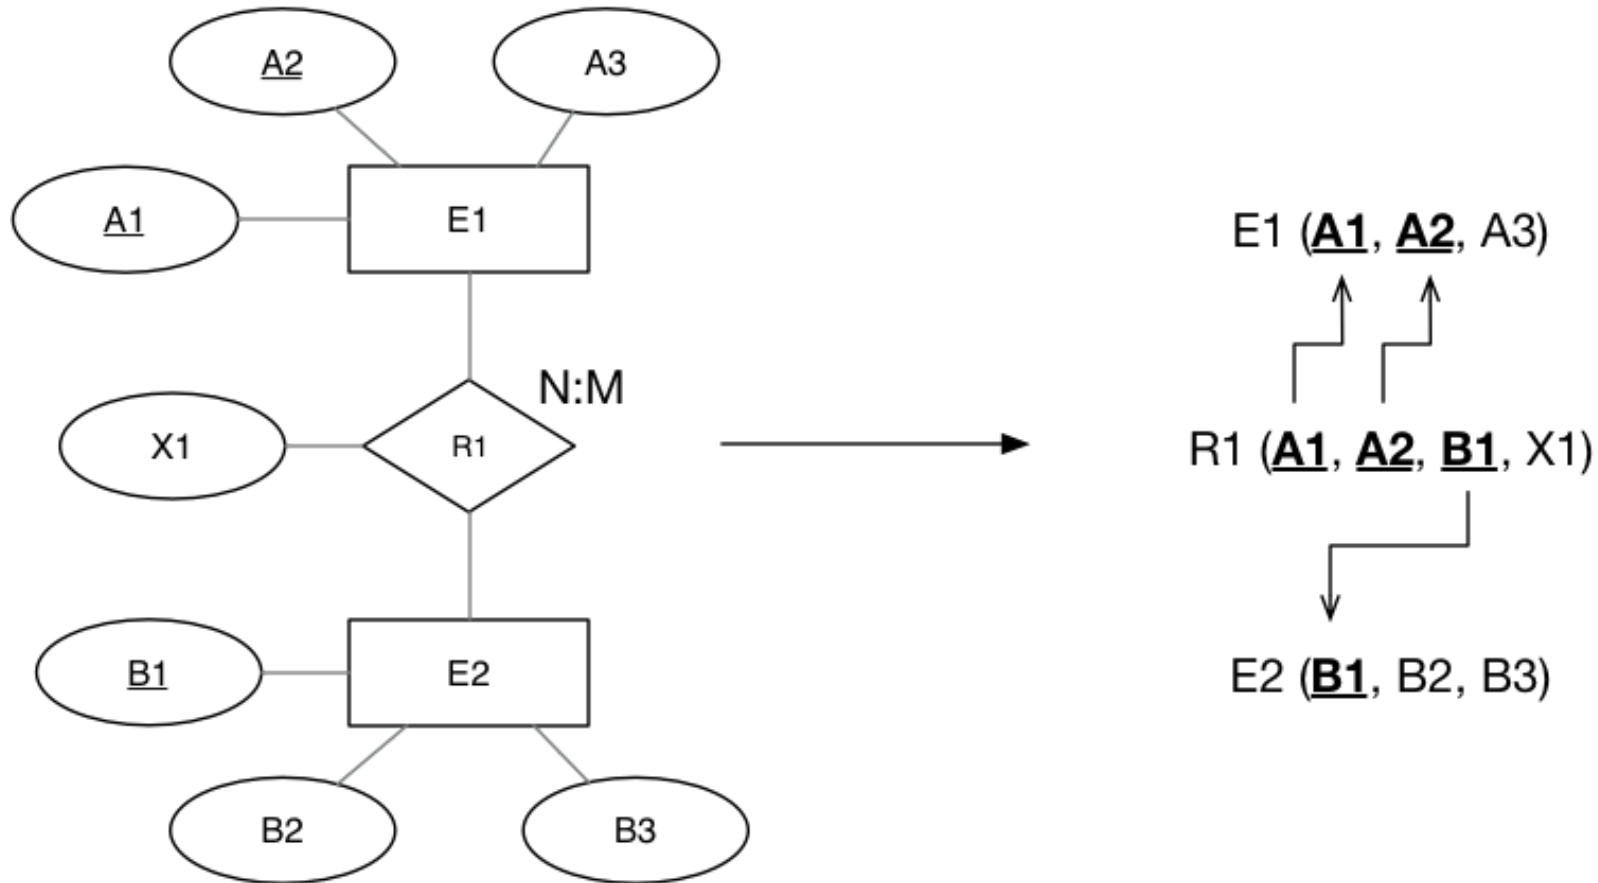 A2
A3
A1
E1
N:M
X1
R1
B1
E2
B2
B3
E1 (A1, A2, A3)
R1 (A1, A2, B1, X1)
E2 (B1, B2, B3)